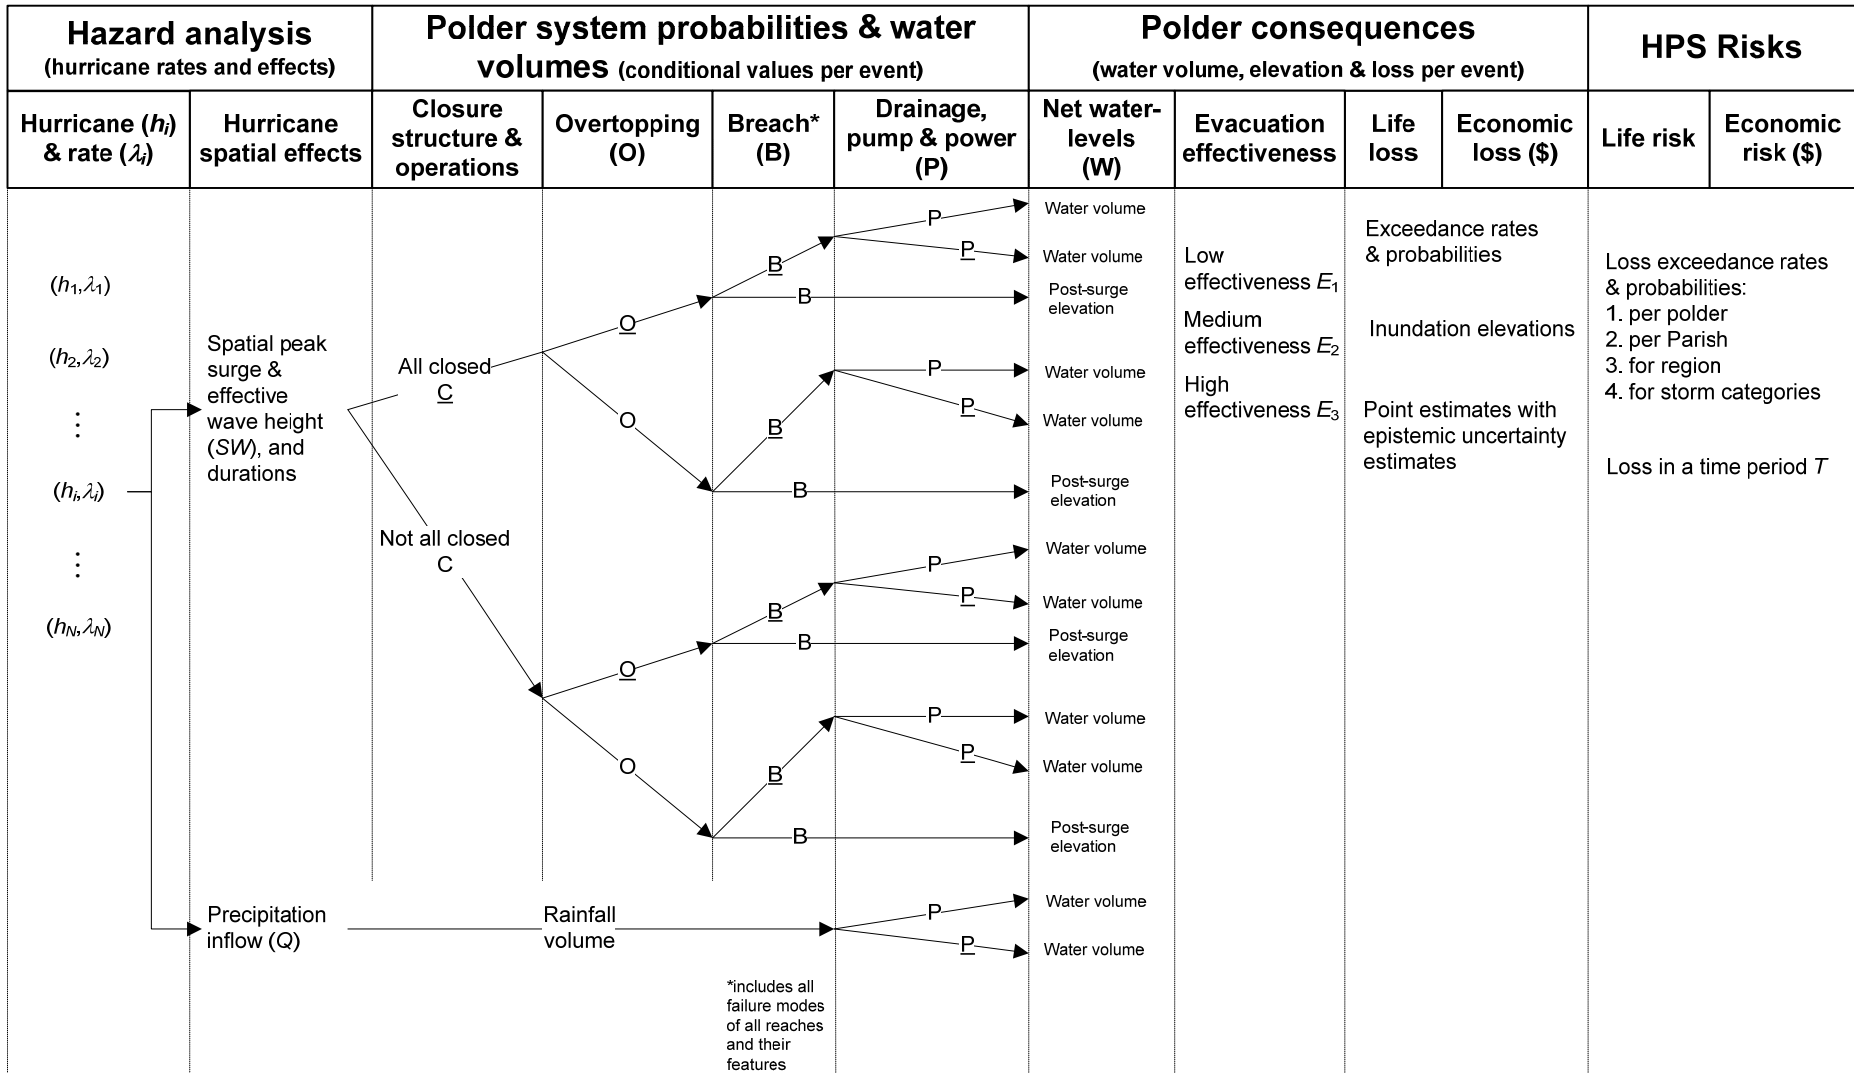 Hazard analysis
(hurricane rates and effects)
Polder system probabilities & water
volumes (conditional values per event)
Polder consequences
(water volume, elevation & loss per event)
HPS Risks
Hurricane (hi)
& rate (λi)
Hurricane
spatial effects
Closure
structure &
operations
Overtopping
(O)
Breach*
(B)
Drainage,
pump & power
(P)
Net water-
levels
(W)
Evacuation
effectiveness
Life
loss
Economic
loss ($)
Life risk
Economic
risk ($)
(h1,λ1)
(h2,λ2)
⋮
(hi,λi)
⋮
(hN,λN)
Spatial peak
surge &
effective
wave height
(SW), and
durations
Precipitation
inflow (Q)
All closed
C
Not all closed
C
O
O
O
O
Rainfall
volume
B
B
B
B
B
B
B
B
*includes all
failure modes
of all reaches
and their
features
P
P
P
P
P
P
P
P
P
P
Water volume
Water volume
Post-surge
elevation
Water volume
Water volume
Post-surge
elevation
Water volume
Water volume
Post-surge
elevation
Water volume
Water volume
Post-surge
elevation
Water volume
Water volume
Low
effectiveness E1
Medium
effectiveness E2
High
effectiveness E3
Exceedance rates
& probabilities
Inundation elevations
Point estimates with
epistemic uncertainty
estimates
Loss exceedance rates
& probabilities:
1. per polder
2. per Parish
3. for region
4. for storm categories
Loss in a time period T